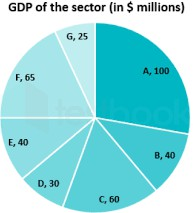 GDP of the sector (in $ millions)
G, 25
A, 100
F, 65
E, 40
B, 40
D, 30
C, 60